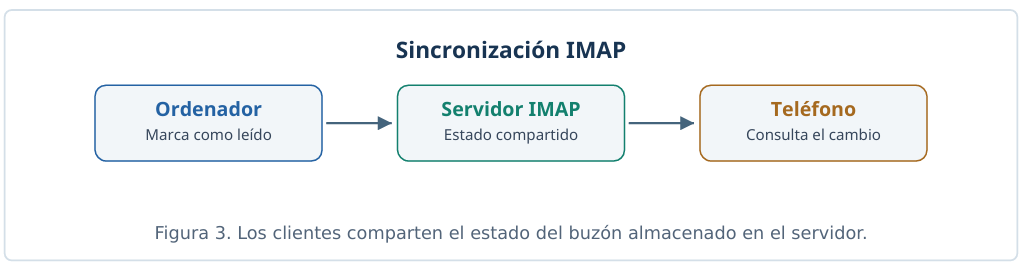 Sincronización IMAP
Ordenador
Marca como leído
Servidor IMAP
Estado compartido
Teléfono
Consulta el cambio
Figura 3. Los clientes comparten el estado del buzón almacenado en el servidor.